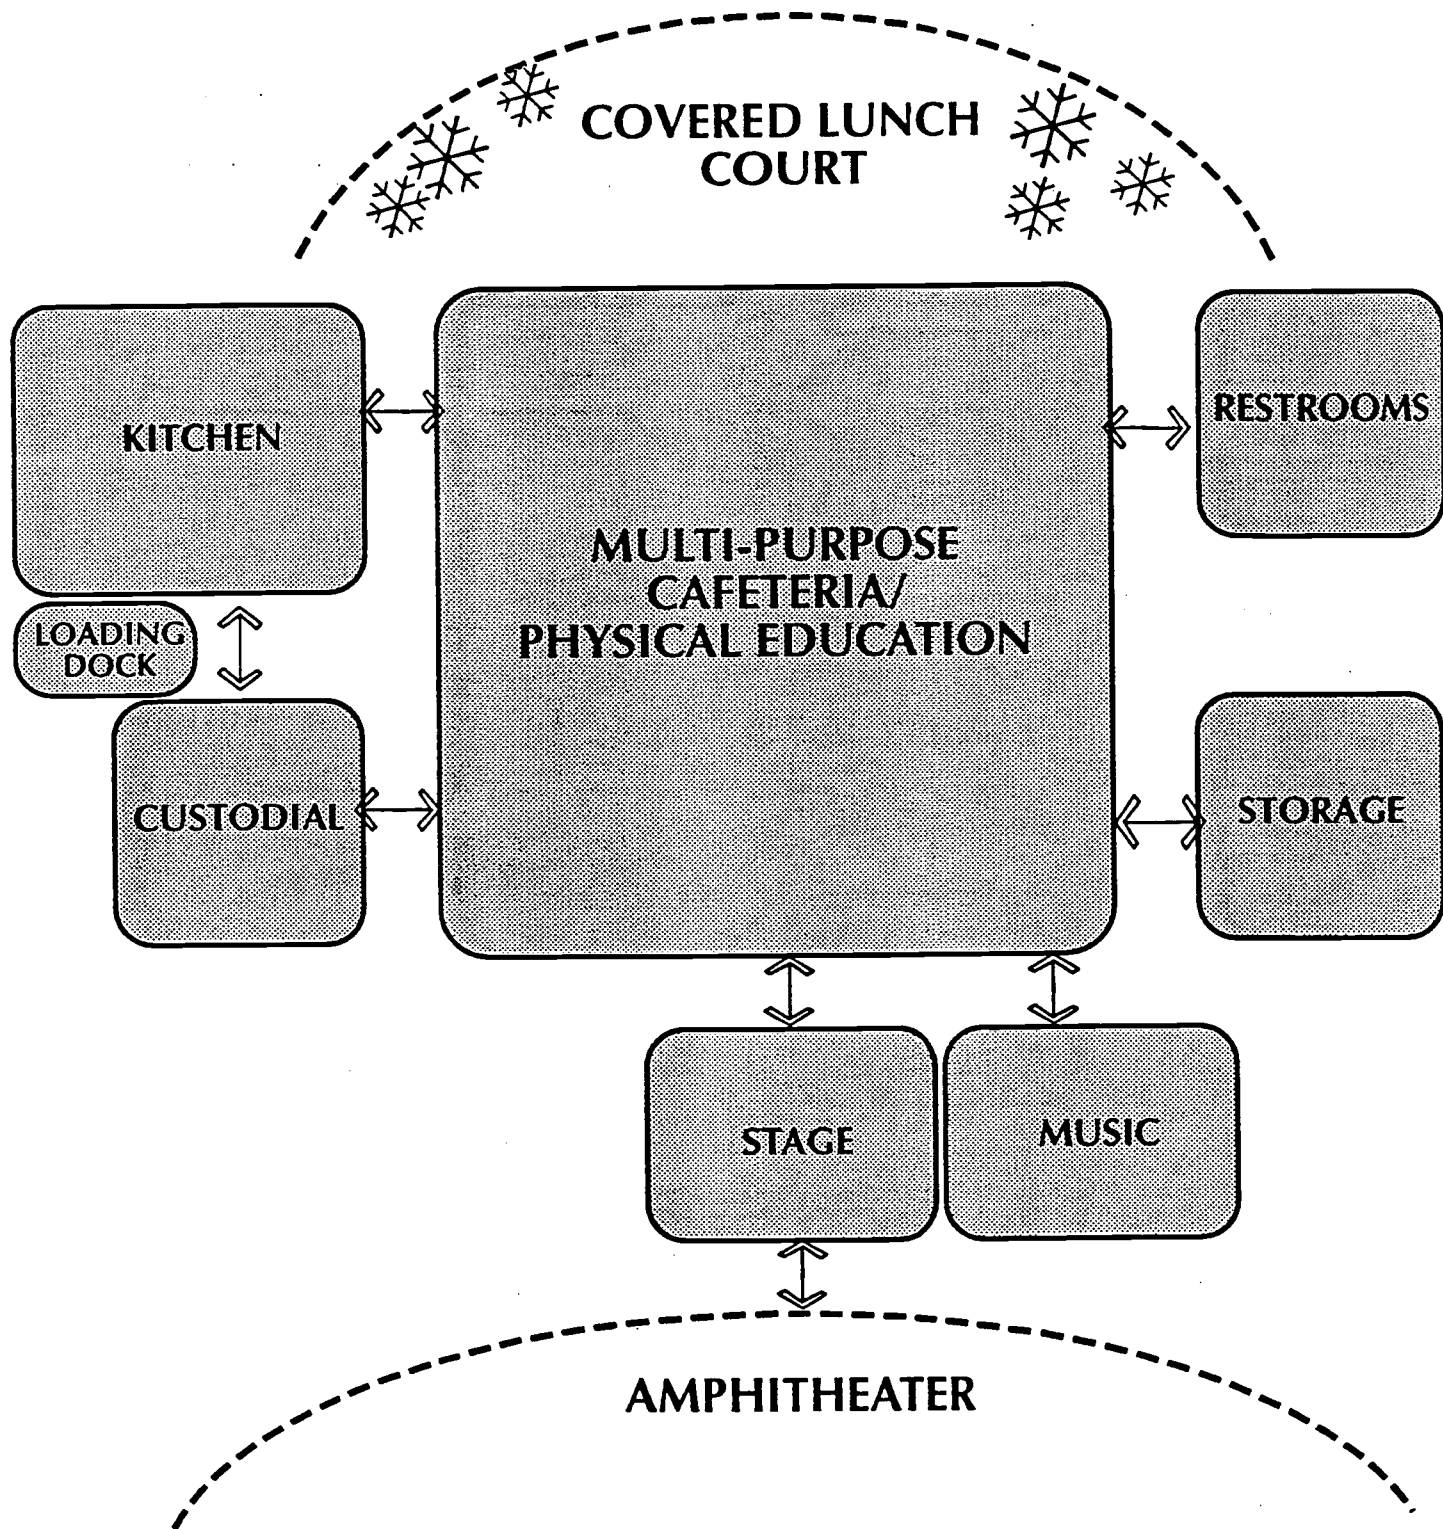 COVERED LUNCH
COURT
KITCHEN
RESTROOMS
MULTI-PURPOSE
CAFETERIA/
PHYSICAL EDUCATION
LOADING
DOCK
CUSTODIAL
STORAGE
STAGE
MUSIC
AMPHITHEATER